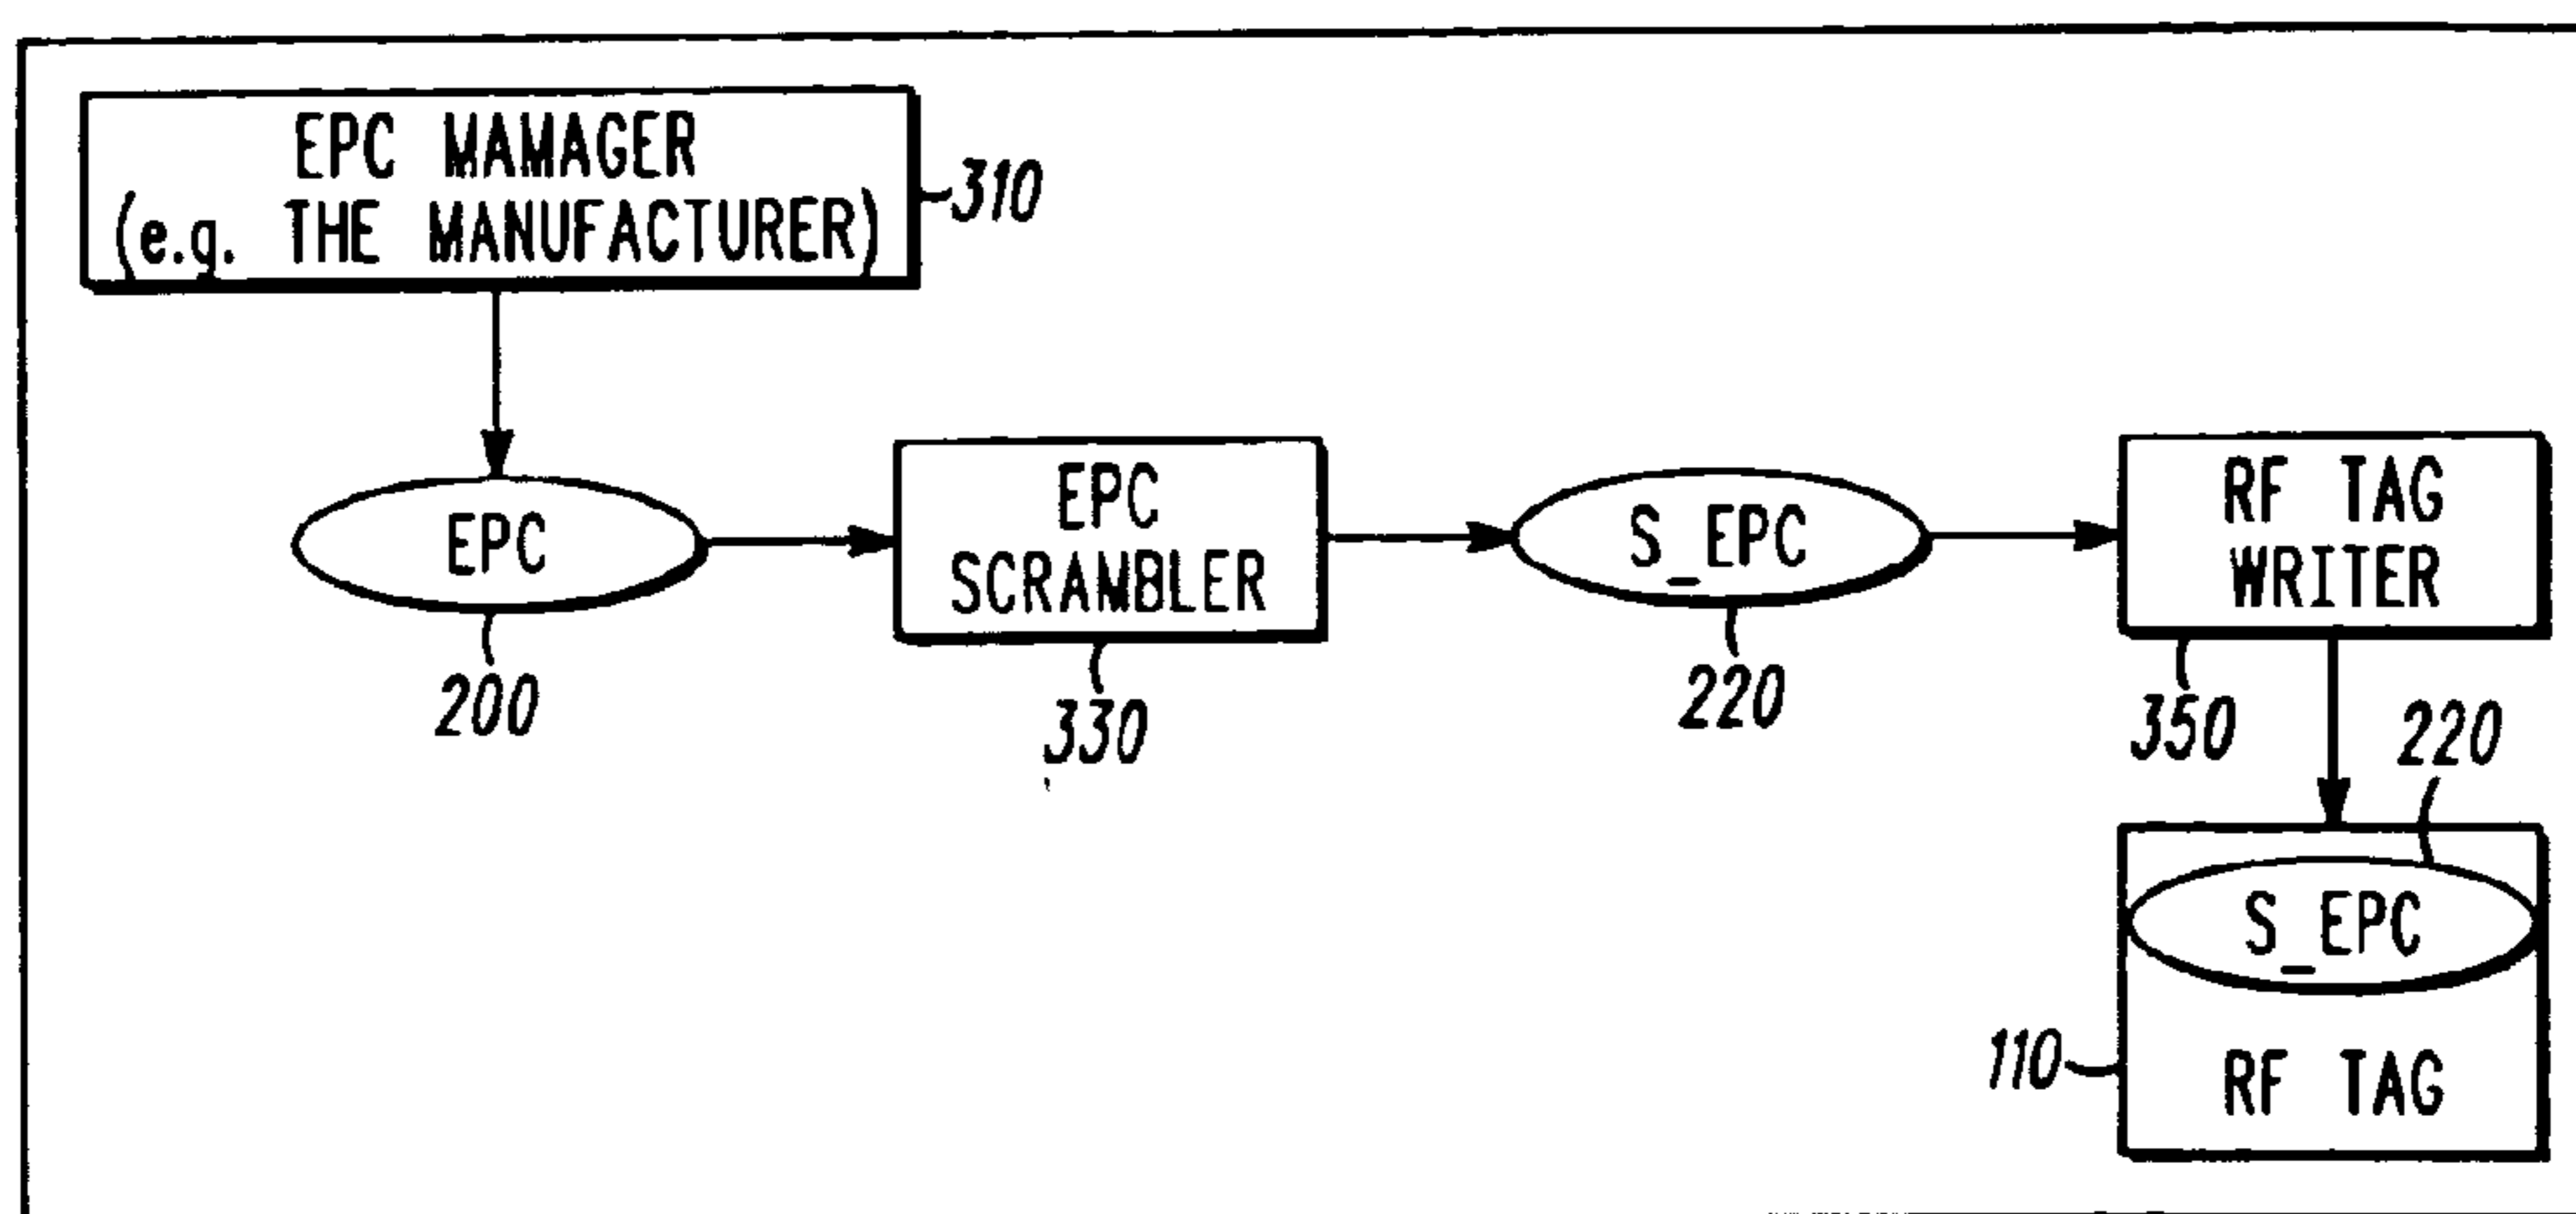 EPC MAMAGER
(e.g. THE MANUFACTURER)
310
EPC
200
EPC
SCRAMBLER
330
S_EPC
220
RF TAG
WRITER
350
220
S_EPC
110
RF TAG